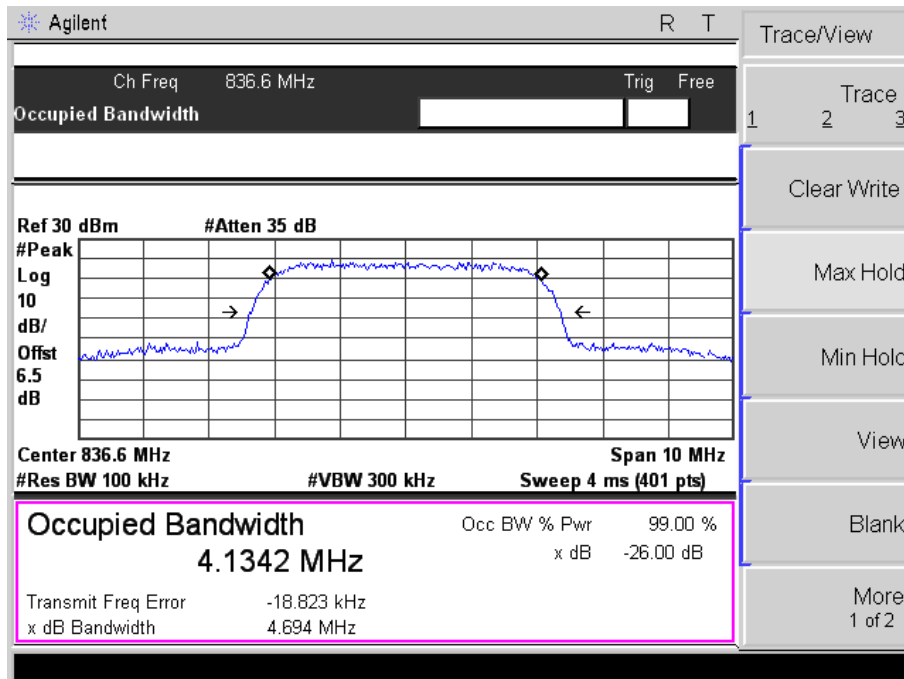 Agilent R T
Trace/View
Ch Freq 836.6 MHz Trig Free
Occupied Bandwidth
Trace
1 2 3
Clear Write
Ref 30 dBm #Atten 35 dB
#Peak
Log
10
dB/
Offst
6.5
dB
Max Hold
Min Hold
Center 836.6 MHz Span 10 MHz
#Res BW 100 kHz #VBW 300 kHz Sweep 4 ms (401 pts)
View
Occupied Bandwidth Occ BW % Pwr 99.00 %
4.1342 MHz x dB -26.00 dB
Transmit Freq Error -18.823 kHz
x dB Bandwidth 4.694 MHz
Blank
More
1 of 2